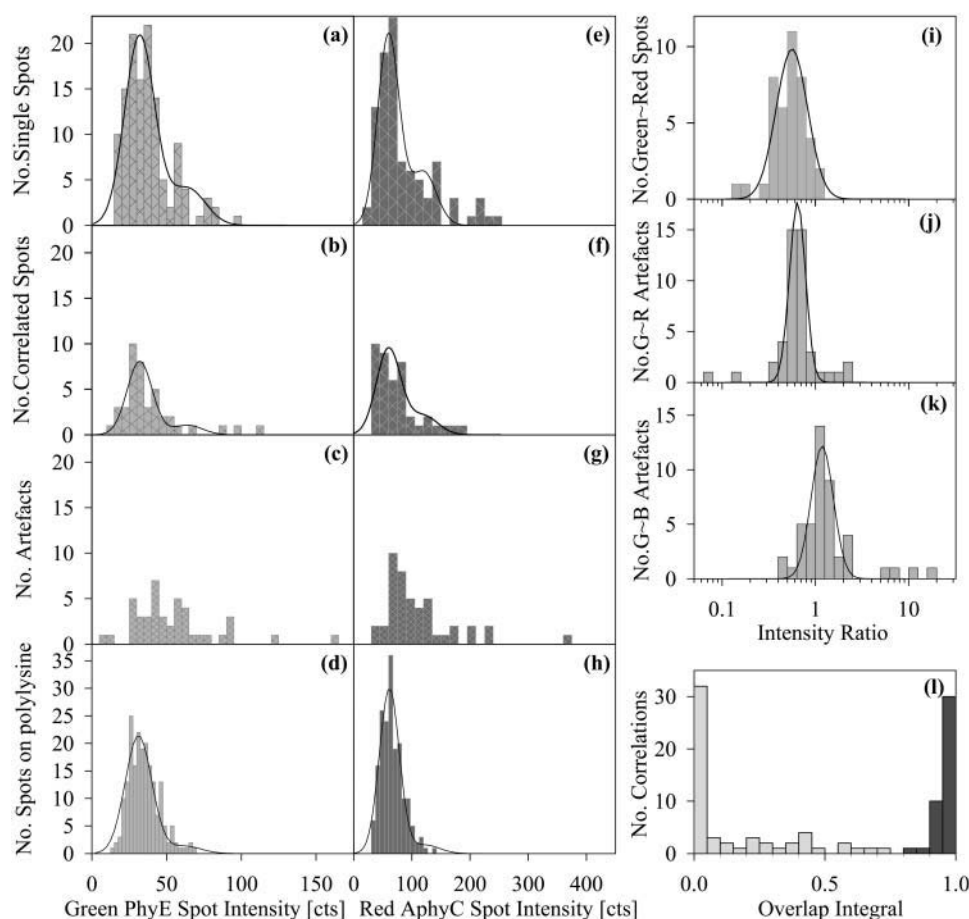 No.Single Spots
20
15
10
5
0
(a)
(e)
No.Correlated Spots
20
15
10
5
0
(b)
(f)
No. Artefacts
20
15
10
5
0
(c)
(g)
No. Spots on polylysine
35
30
25
20
15
10
5
0
(d)
(h)
0 50 100 150
Green PhyE Spot Intensity [cts]
0 100 200 300 400
Red AphyC Spot Intensity [cts]
No.Green~Red Spots
10
5
0
(i)
No.G~R Artefacts
15
10
5
0
(j)
No.G~B Artefacts
15
10
5
0
(k)
0.1 1 10
Intensity Ratio
No. Correlations
30
20
10
0
(l)
0.0 0.5 1.0
Overlap Integral